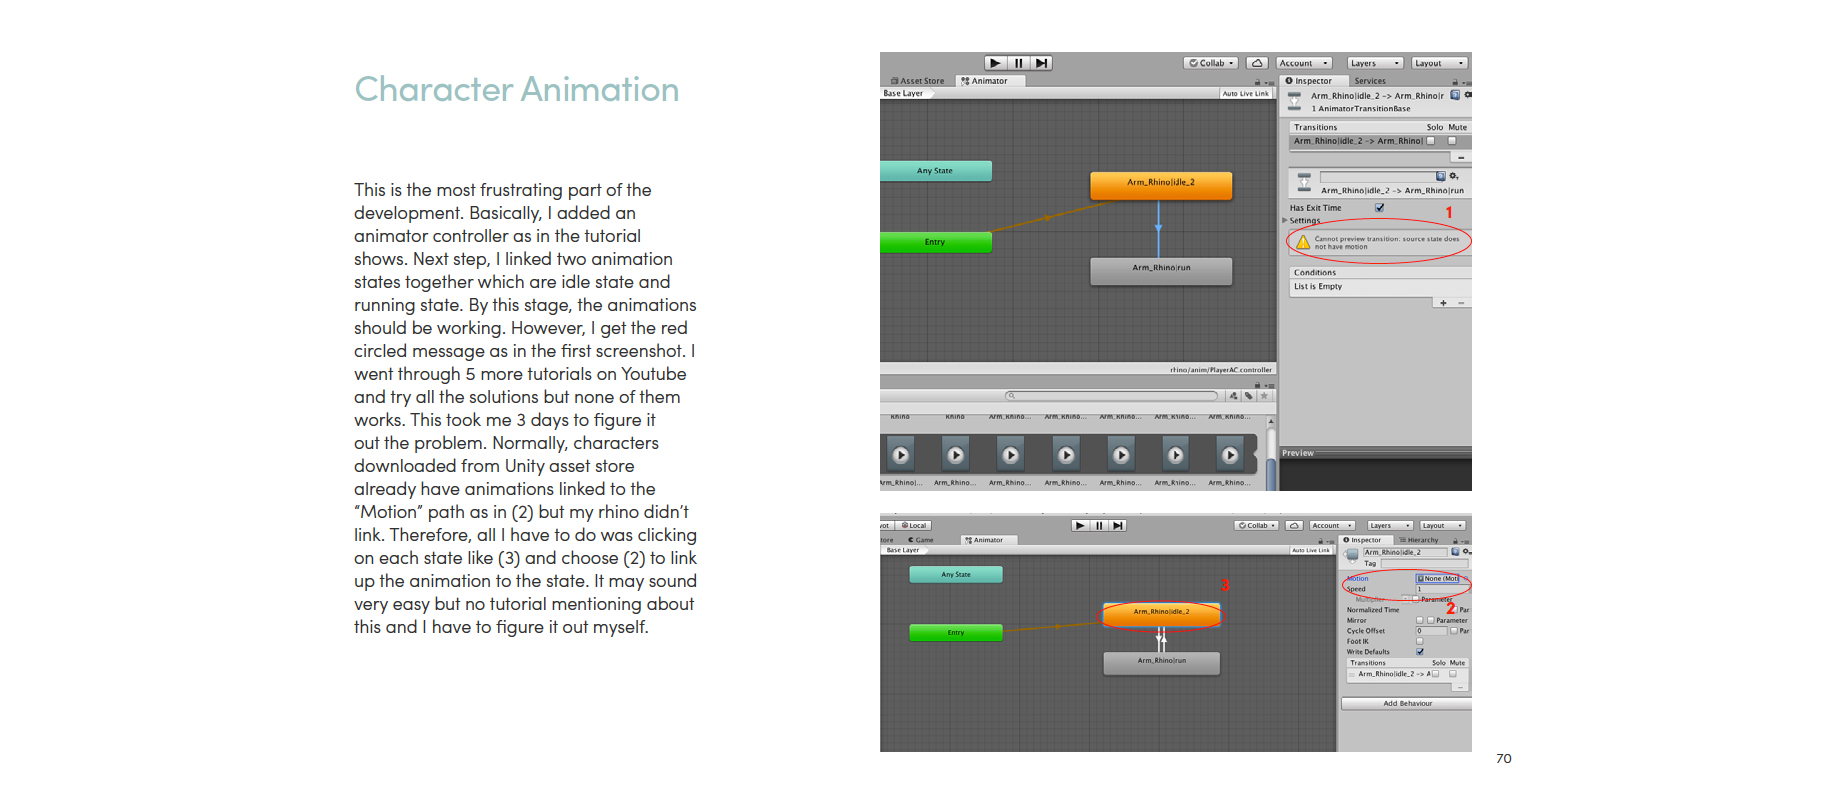 Character Animation
This is the most frustrating part of the
development. Basically, I added an
animator controller as in the tutorial
shows. Next step, I linked two animation
states together which are idle state and
running state. By this stage, the animations
should be working. However, I get the red
circled message as in the first screenshot. I
went through 5 more tutorials on Youtube
and try all the solutions but none of them
works. This took me 3 days to figure it
out the problem. Normally, characters
downloaded from Unity asset store
already have animations linked to the
“Motion” path as in (2) but my rhino didn’t
link. Therefore, all I have to do was clicking
on each state like (3) and choose (2) to link
up the animation to the state. It may sound
very easy but no tutorial mentioning about
this and I have to figure it out myself.
Collab Account Layers Layout
Asset Store Animator
Base Layer Auto Live Link
Any State
Arm_Rhino|idle_2
Entry
Arm_Rhino|run
rhino/anim/PlayerAC.controller
Rhino Rhino Arm_Rhino... Arm_Rhino... Arm_Rhino... Arm_Rhino... Arm_Rhino...
Arm_Rhino|... Arm_Rhino... Arm_Rhino... Arm_Rhino... Arm_Rhino... Arm_Rhino... Arm_Rhino...
Inspector Services
Arm_Rhino|idle_2 -> Arm_Rhino|r
1 AnimatorTransitionBase
Transitions Solo Mute
Arm_Rhino|idle_2 -> Arm_Rhino|
Arm_Rhino|idle_2 -> Arm_Rhino|run
Has Exit Time
1
Settings
Cannot preview transition: source state does
not have motion
Conditions
List is Empty
+ −
Preview
Local Collab Account Layers Layout
Game Animator
Base Layer Auto Live Link
Any State
3
Arm_Rhino|idle_2
Entry
Arm_Rhino|run
Inspector Hierarchy
Arm_Rhino|idle_2
Tag
Motion None (Mot
Speed 1
Multiplier Parameter
2
Normalized Time Par
Mirror Parameter
Cycle Offset 0 Par
Foot IK
Write Defaults
Transitions Solo Mute
Arm_Rhino|idle_2 -> A
Add Behaviour
70